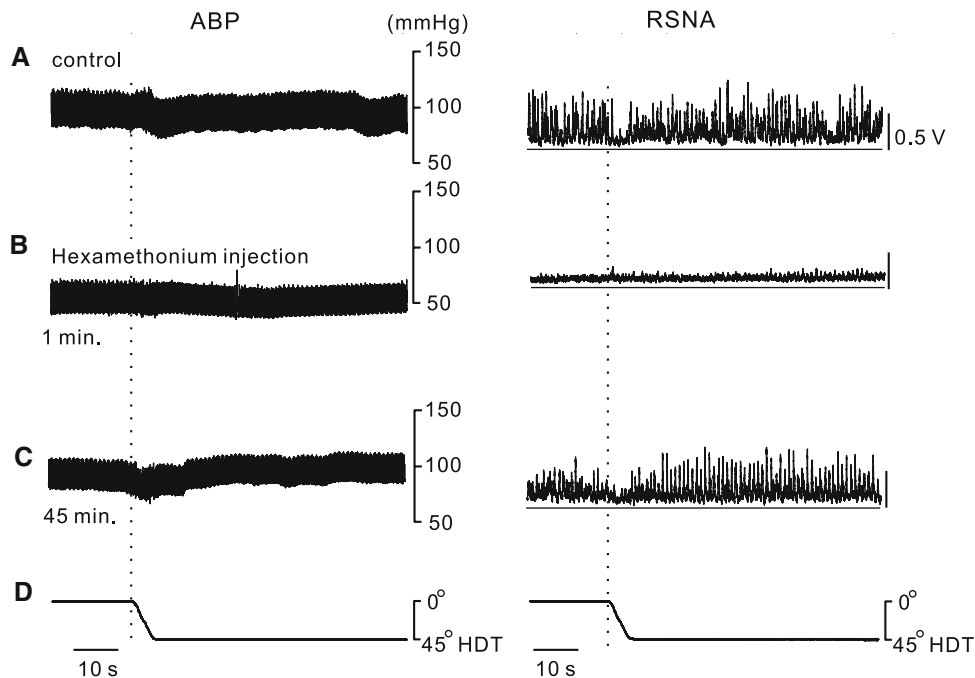 ABP
(mmHg)
RSNA
A
control
150
100
50
0.5 V
B
Hexamethonium injection
1 min.
150
100
50
C
45 min.
150
100
50
D
0°
45° HDT
10 s
0°
45° HDT
10 s